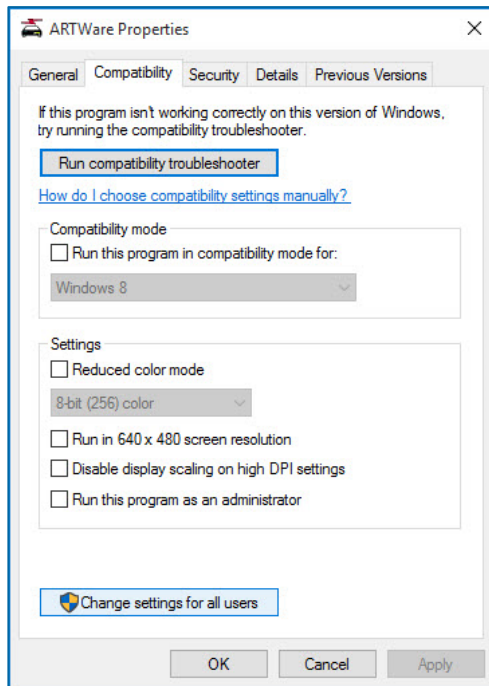 ARTWare Properties
General Compatibility Security Details Previous Versions
If this program isn't working correctly on this version of Windows,
try running the compatibility troubleshooter.
Run compatibility troubleshooter
How do I choose compatibility settings manually?
Compatibility mode
Run this program in compatibility mode for:
Windows 8
Settings
Reduced color mode
8-bit (256) color
Run in 640 x 480 screen resolution
Disable display scaling on high DPI settings
Run this program as an administrator
Change settings for all users
OK Cancel Apply